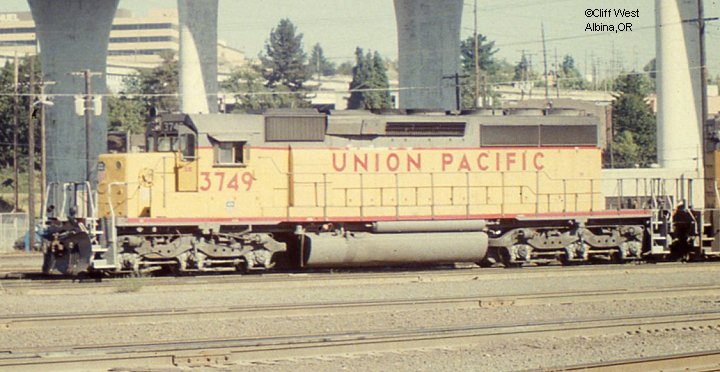 ©Cliff West
Albina,OR
UNION PACIFIC
3749